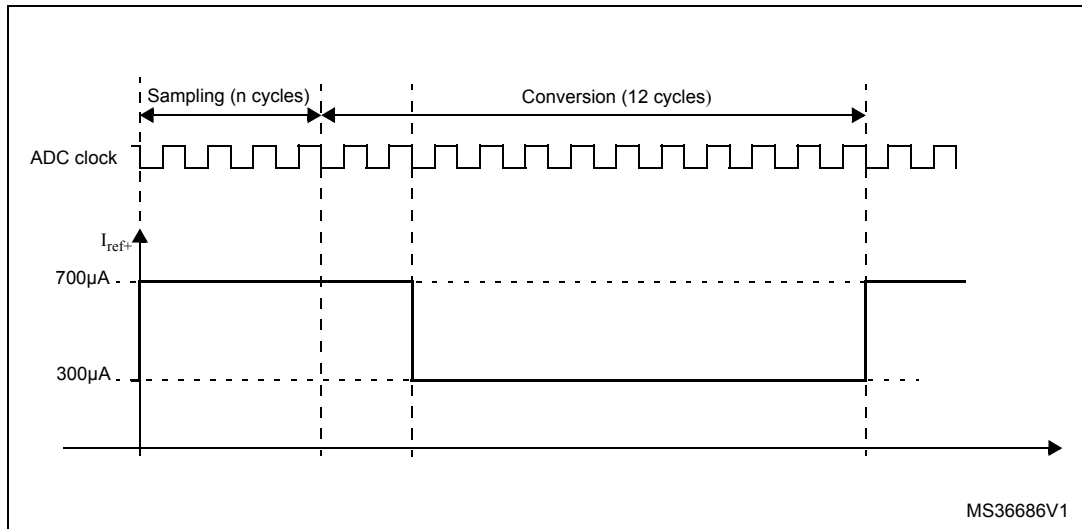 Sampling (n cycles)
Conversion (12 cycles)
ADC clock
Iref+
700µA
300µA
MS36686V1